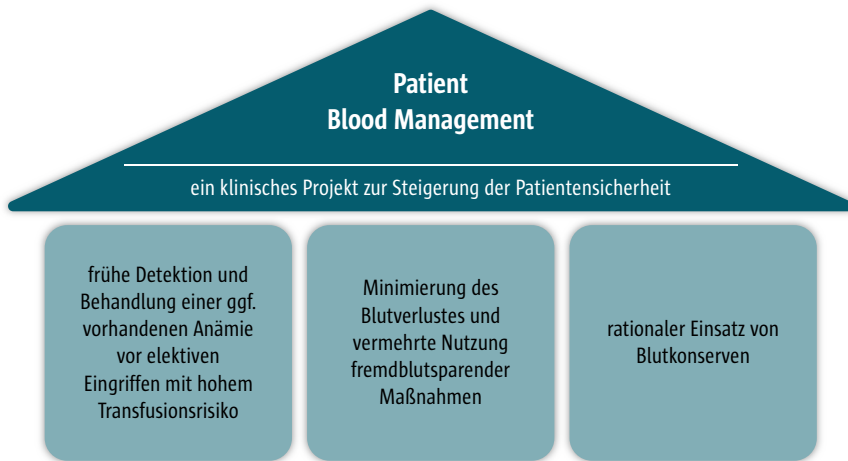 Patient
Blood Management
ein klinisches Projekt zur Steigerung der Patientensicherheit
frühe Detektion und
Behandlung einer ggf.
vorhandenen Anämie
vor elektiven
Eingriffen mit hohem
Transfusionsrisiko
Minimierung des
Blutverlustes und
vermehrte Nutzung
fremdblutsparender
Maßnahmen
rationaler Einsatz von
Blutkonserven